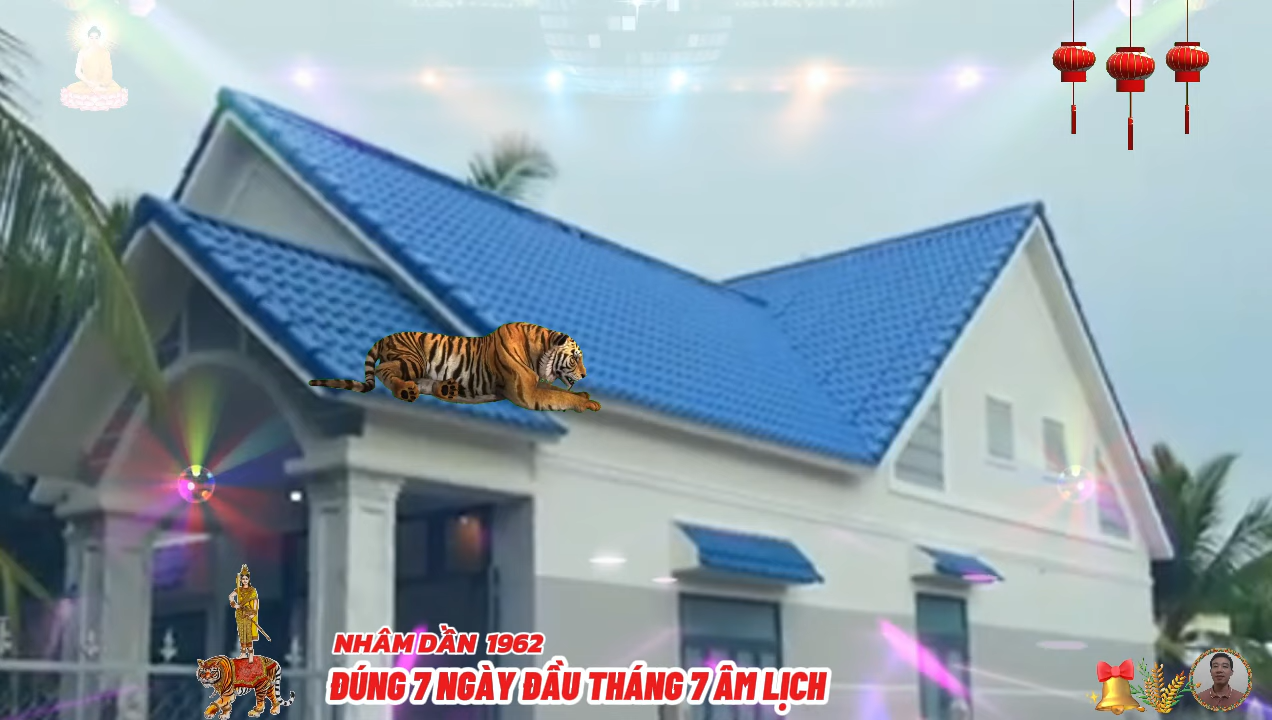 NHÂM DẦN 1962
ĐÚNG 7 NGÀY ĐẦU THÁNG 7 ÂM LỊCH